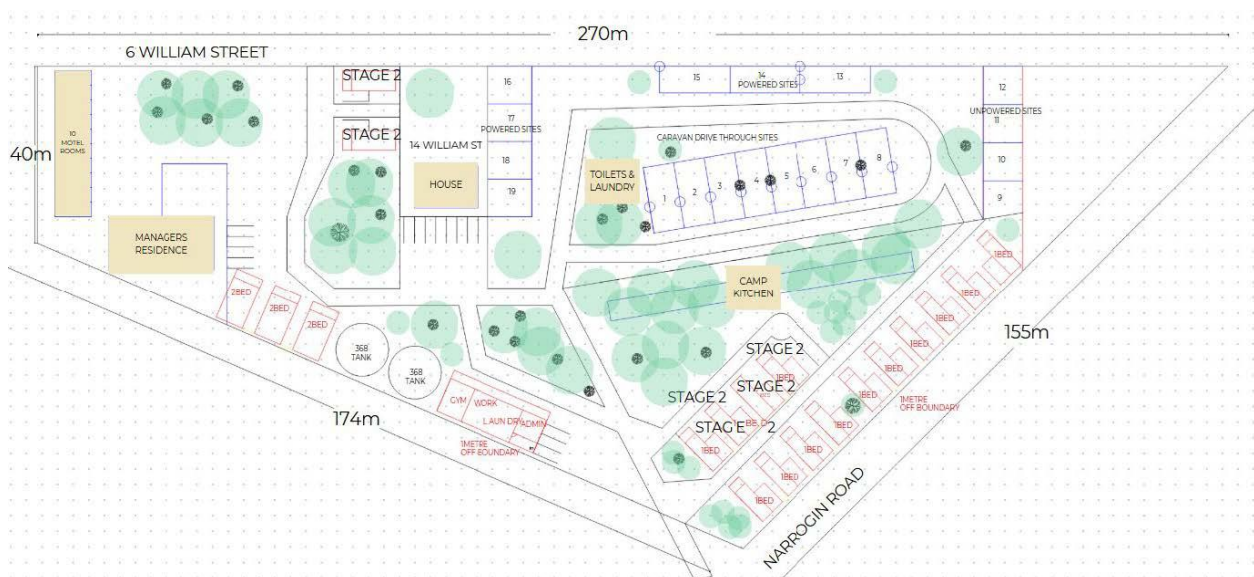 270m
6 WILLIAM STREET
40m
10
MOTEL
ROOMS
MANAGERS
RESIDENCE
STAGE 2
STAGE 2
14 WILLIAM ST
HOUSE
16
17
POWERED SITES
18
19
15
14
13
POWERED SITES
12
UNPOWERED SITES
11
10
9
CARAVAN DRIVE THROUGH SITES
TOILETS &
LAUNDRY
1
2
3
4
5
6
7
8
CAMP
KITCHEN
2BED
2BED
2BED
368
TANK
368
TANK
GYM
WORK
LAUNDRY
ADMIN
1METRE
OFF BOUNDARY
174m
STAGE 2
STAGE 2
STAGE 2
STAGE 2
1BED
1BED
1BED
1BED
1BED
1BED
1BED
1BED
1BED
1BED
1BED
1BED
1METRE
OFF BOUNDARY
155m
NARROGIN ROAD